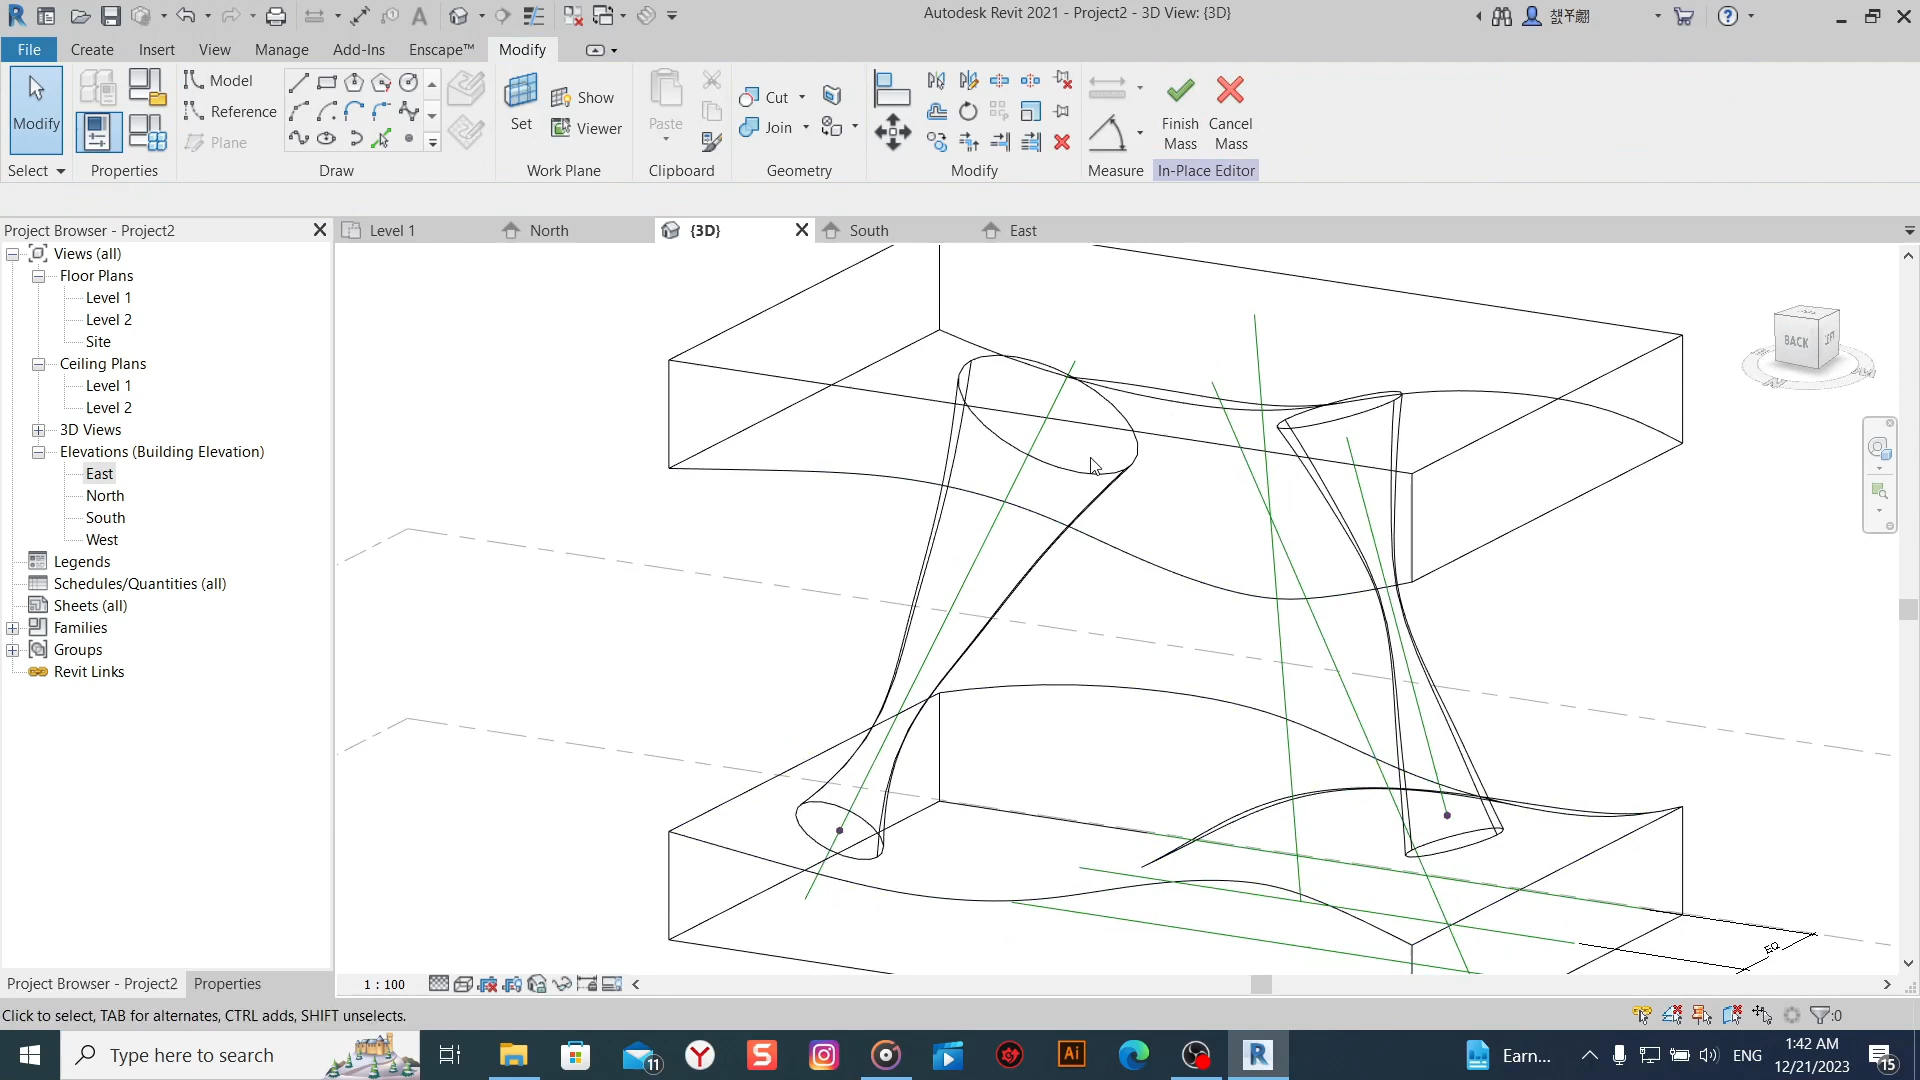 Autodesk Revit 2021 - Project2 - 3D View: {3D}
File
Create
Insert
View
Manage
Add-Ins
Enscape™
Modify
Modify
Model
Reference
Plane
Set
Show
Viewer
Paste
Cut
Join
Finish Mass
Cancel Mass
Select
Properties
Draw
Work Plane
Clipboard
Geometry
Modify
Measure
In-Place Editor
Project Browser - Project2
Level 1
North
{3D}
South
East
Views (all)
Floor Plans
Level 1
Level 2
Site
Ceiling Plans
Level 1
Level 2
3D Views
Elevations (Building Elevation)
East
North
South
West
Legends
Schedules/Quantities (all)
Sheets (all)
Families
Groups
Revit Links
BACK
EQ
Project Browser - Project2
Properties
1 : 100
Click to select, TAB for alternates, CTRL adds, SHIFT unselects.
:0
Type here to search
11
Ai
Earn...
ENG
1:42 AM
12/21/2023
15